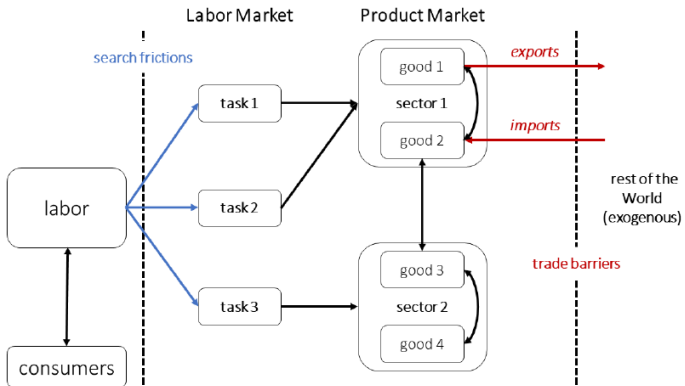 Labor Market
Product Market
search frictions
exports
good 1
task 1
sector 1
imports
good 2
rest of the
World
(exogenous)
labor
task 2
trade barriers
good 3
task 3
sector 2
good 4
consumers